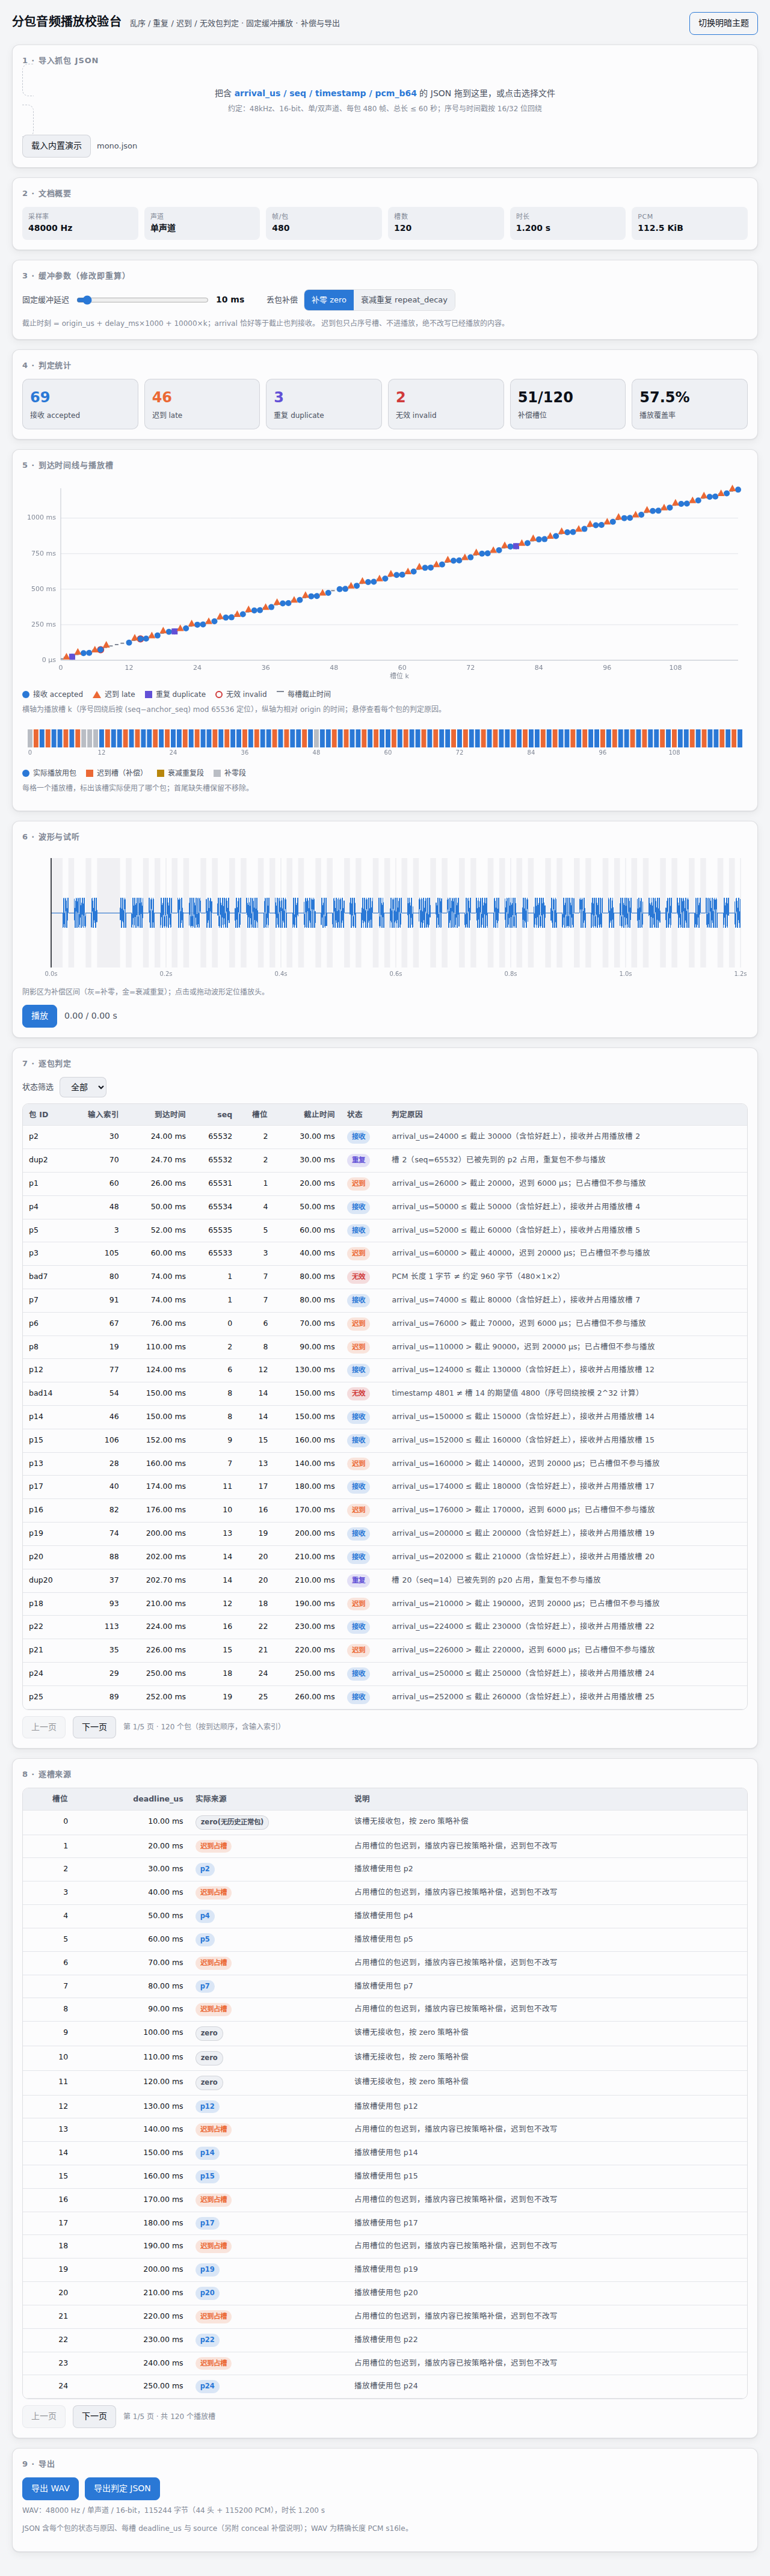 分包音频播放校验台 乱序 / 重复 / 迟到 / 无效包判定 · 固定缓冲播放 · 补偿与导出 切换明暗主题
1 · 导入抓包 JSON
把含 arrival_us / seq / timestamp / pcm_b64 的 JSON 拖到这里，或点击选择文件
约定：48kHz、16-bit、单/双声道、每包 480 帧、总长 ≤ 60 秒；序号与时间戳按 16/32 位回绕
载入内置演示 mono.json
2 · 文档概要
采样率 声道 帧/包 槽数 时长 PCM
48000 Hz 单声道 480 120 1.200 s 112.5 KiB
3 · 缓冲参数（修改即重算）
固定缓冲延迟 10 ms 丢包补偿 补零 zero 衰减重复 repeat_decay
截止时刻 = origin_us + delay_ms×1000 + 10000×k；arrival 恰好等于截止也判接收。 迟到包只占序号槽、不进播放，绝不改写已经播放的内容。
4 · 判定统计
69 46 3 2 51/120 57.5%
接收 accepted 迟到 late 重复 duplicate 无效 invalid 补偿槽位 播放覆盖率
5 · 到达时间线与播放槽
1000 ms
750 ms
500 ms
250 ms
0 μs
0 12 24 36 48 60 72 84 96 108
槽位 k
接收 accepted 迟到 late 重复 duplicate 无效 invalid 每槽截止时间
横轴为播放槽 k（序号回绕后按 (seq−anchor_seq) mod 65536 定位），纵轴为相对 origin 的时间；悬停查看每个包的判定原因。
0 12 24 36 48 60 72 84 96 108
实际播放用包 迟到槽（补偿） 衰减重复段 补零段
每格一个播放槽，标出该槽实际使用了哪个包；首尾缺失槽保留不移除。
6 · 波形与试听
0.0s 0.2s 0.4s 0.6s 0.8s 1.0s 1.2s
阴影区为补偿区间（灰=补零，金=衰减重复）；点击或拖动波形定位播放头。
播放 0.00 / 0.00 s
7 · 逐包判定
状态筛选 全部
包 ID 输入索引 到达时间 seq 槽位 截止时间 状态 判定原因
p2 30 24.00 ms 65532 2 30.00 ms 接收 arrival_us=24000 ≤ 截止 30000（含恰好赶上），接收并占用播放槽 2
dup2 70 24.70 ms 65532 2 30.00 ms 重复 槽 2（seq=65532）已被先到的 p2 占用，重复包不参与播放
p1 60 26.00 ms 65531 1 20.00 ms 迟到 arrival_us=26000 > 截止 20000，迟到 6000 μs；已占槽但不参与播放
p4 48 50.00 ms 65534 4 50.00 ms 接收 arrival_us=50000 ≤ 截止 50000（含恰好赶上），接收并占用播放槽 4
p5 3 52.00 ms 65535 5 60.00 ms 接收 arrival_us=52000 ≤ 截止 60000（含恰好赶上），接收并占用播放槽 5
p3 105 60.00 ms 65533 3 40.00 ms 迟到 arrival_us=60000 > 截止 40000，迟到 20000 μs；已占槽但不参与播放
bad7 80 74.00 ms 1 7 80.00 ms 无效 PCM 长度 1 字节 ≠ 约定 960 字节（480×1×2）
p7 91 74.00 ms 1 7 80.00 ms 接收 arrival_us=74000 ≤ 截止 80000（含恰好赶上），接收并占用播放槽 7
p6 67 76.00 ms 0 6 70.00 ms 迟到 arrival_us=76000 > 截止 70000，迟到 6000 μs；已占槽但不参与播放
p8 19 110.00 ms 2 8 90.00 ms 迟到 arrival_us=110000 > 截止 90000，迟到 20000 μs；已占槽但不参与播放
p12 77 124.00 ms 6 12 130.00 ms 接收 arrival_us=124000 ≤ 截止 130000（含恰好赶上），接收并占用播放槽 12
bad14 54 150.00 ms 8 14 150.00 ms 无效 timestamp 4801 ≠ 槽 14 的期望值 4800（序号回绕按模 2^32 计算）
p14 46 150.00 ms 8 14 150.00 ms 接收 arrival_us=150000 ≤ 截止 150000（含恰好赶上），接收并占用播放槽 14
p15 106 152.00 ms 9 15 160.00 ms 接收 arrival_us=152000 ≤ 截止 160000（含恰好赶上），接收并占用播放槽 15
p13 28 160.00 ms 7 13 140.00 ms 迟到 arrival_us=160000 > 截止 140000，迟到 20000 μs；已占槽但不参与播放
p17 40 174.00 ms 11 17 180.00 ms 接收 arrival_us=174000 ≤ 截止 180000（含恰好赶上），接收并占用播放槽 17
p16 82 176.00 ms 10 16 170.00 ms 迟到 arrival_us=176000 > 截止 170000，迟到 6000 μs；已占槽但不参与播放
p19 74 200.00 ms 13 19 200.00 ms 接收 arrival_us=200000 ≤ 截止 200000（含恰好赶上），接收并占用播放槽 19
p20 88 202.00 ms 14 20 210.00 ms 接收 arrival_us=202000 ≤ 截止 210000（含恰好赶上），接收并占用播放槽 20
dup20 37 202.70 ms 14 20 210.00 ms 重复 槽 20（seq=14）已被先到的 p20 占用，重复包不参与播放
p18 93 210.00 ms 12 18 190.00 ms 迟到 arrival_us=210000 > 截止 190000，迟到 20000 μs；已占槽但不参与播放
p22 113 224.00 ms 16 22 230.00 ms 接收 arrival_us=224000 ≤ 截止 230000（含恰好赶上），接收并占用播放槽 22
p21 35 226.00 ms 15 21 220.00 ms 迟到 arrival_us=226000 > 截止 220000，迟到 6000 μs；已占槽但不参与播放
p24 29 250.00 ms 18 24 250.00 ms 接收 arrival_us=250000 ≤ 截止 250000（含恰好赶上），接收并占用播放槽 24
p25 89 252.00 ms 19 25 260.00 ms 接收 arrival_us=252000 ≤ 截止 260000（含恰好赶上），接收并占用播放槽 25
上一页 下一页 第 1/5 页 · 120 个包（按到达顺序，含输入索引）
8 · 逐槽来源
槽位 deadline_us 实际来源 说明
0 10.00 ms zero(无历史正常包) 该槽无接收包，按 zero 策略补偿
1 20.00 ms 迟到占槽 占用槽位的包迟到，播放内容已按策略补偿，迟到包不改写
2 30.00 ms p2 播放槽使用包 p2
3 40.00 ms 迟到占槽 占用槽位的包迟到，播放内容已按策略补偿，迟到包不改写
4 50.00 ms p4 播放槽使用包 p4
5 60.00 ms p5 播放槽使用包 p5
6 70.00 ms 迟到占槽 占用槽位的包迟到，播放内容已按策略补偿，迟到包不改写
7 80.00 ms p7 播放槽使用包 p7
8 90.00 ms 迟到占槽 占用槽位的包迟到，播放内容已按策略补偿，迟到包不改写
9 100.00 ms zero 该槽无接收包，按 zero 策略补偿
10 110.00 ms zero 该槽无接收包，按 zero 策略补偿
11 120.00 ms zero 该槽无接收包，按 zero 策略补偿
12 130.00 ms p12 播放槽使用包 p12
13 140.00 ms 迟到占槽 占用槽位的包迟到，播放内容已按策略补偿，迟到包不改写
14 150.00 ms p14 播放槽使用包 p14
15 160.00 ms p15 播放槽使用包 p15
16 170.00 ms 迟到占槽 占用槽位的包迟到，播放内容已按策略补偿，迟到包不改写
17 180.00 ms p17 播放槽使用包 p17
18 190.00 ms 迟到占槽 占用槽位的包迟到，播放内容已按策略补偿，迟到包不改写
19 200.00 ms p19 播放槽使用包 p19
20 210.00 ms p20 播放槽使用包 p20
21 220.00 ms 迟到占槽 占用槽位的包迟到，播放内容已按策略补偿，迟到包不改写
22 230.00 ms p22 播放槽使用包 p22
23 240.00 ms 迟到占槽 占用槽位的包迟到，播放内容已按策略补偿，迟到包不改写
24 250.00 ms p24 播放槽使用包 p24
上一页 下一页 第 1/5 页 · 共 120 个播放槽
9 · 导出
导出 WAV 导出判定 JSON
WAV：48000 Hz / 单声道 / 16-bit，115244 字节（44 头 + 115200 PCM），时长 1.200 s
JSON 含每个包的状态与原因、每槽 deadline_us 与 source（另附 conceal 补偿说明）；WAV 为精确长度 PCM s16le。